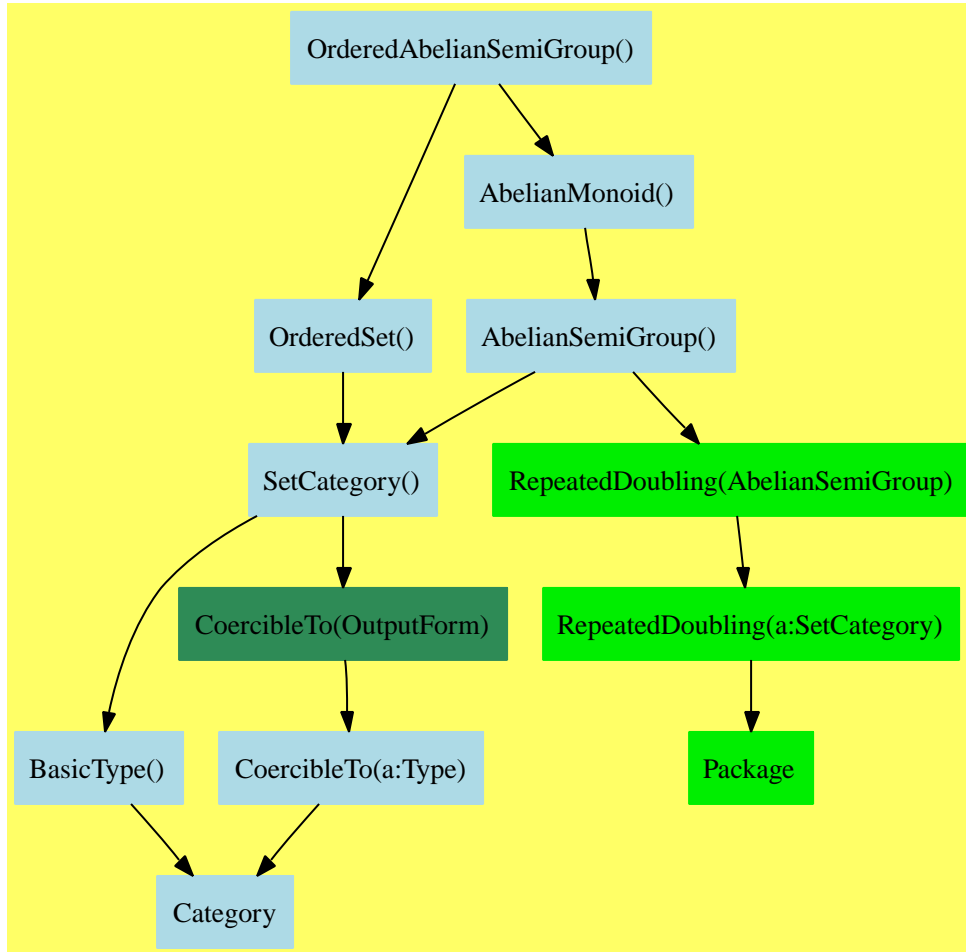 OrderedAbelianSemiGroup()
AbelianMonoid()
OrderedSet()
AbelianSemiGroup()
SetCategory()
RepeatedDoubling(AbelianSemiGroup)
CoercibleTo(OutputForm)
RepeatedDoubling(a:SetCategory)
BasicType()
CoercibleTo(a:Type)
Package
Category